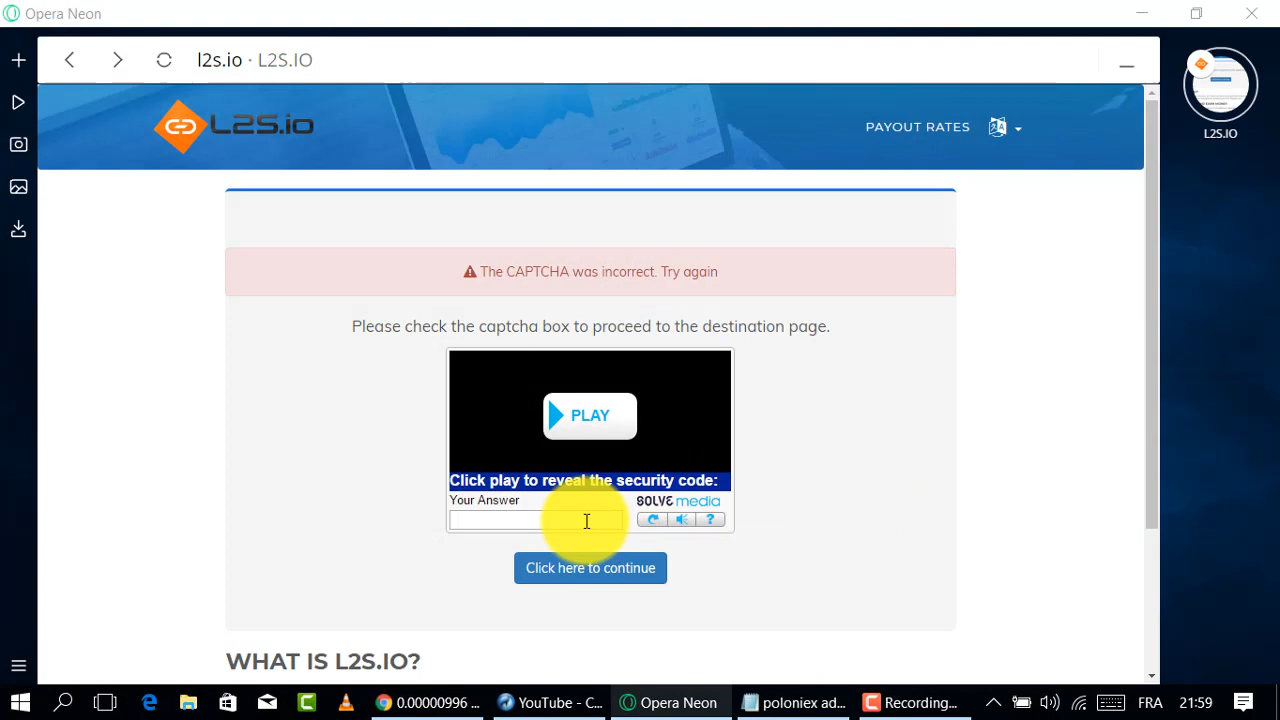 Opera Neon
l2s.io · L2S.IO
L2S.io
PAYOUT RATES
L2S.IO
The CAPTCHA was incorrect. Try again
Please check the captcha box to proceed to the destination page.
PLAY
Click play to reveal the security code:
Your Answer
SOLVE media
?
Click here to continue
WHAT IS L2S.IO?
0.00000996 ...
YouTube - C...
Opera Neon
poloniex ad...
Recording...
FRA
21:59